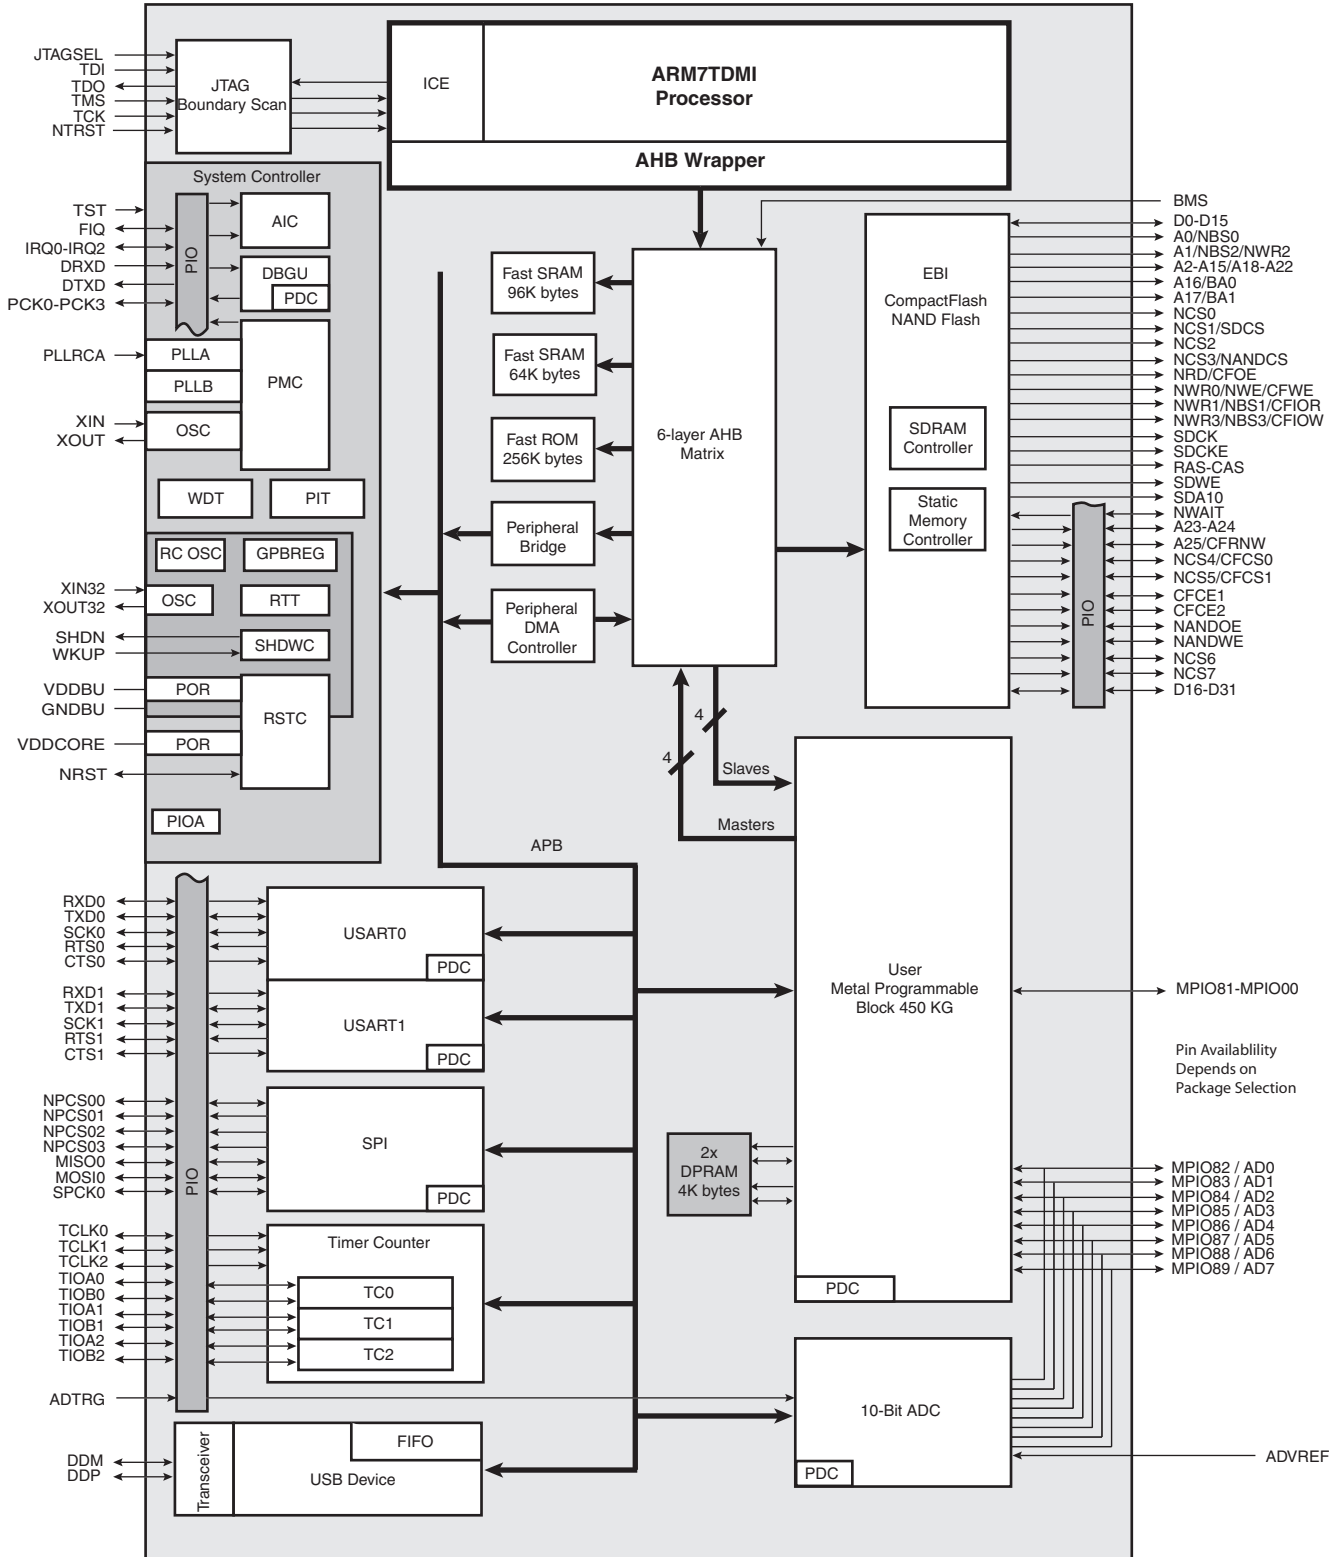 JTAGSEL
TDI
TDO
TMS
TCK
NTRST
JTAG
Boundary Scan
ICE
ARM7TDMI
Processor
AHB Wrapper
System Controller
TST
FIQ
IRQ0-IRQ2
DRXD
DTXD
PCK0-PCK3
PIO
AIC
DBGU
PDC
PLLRCA
PLLA
PLLB
PMC
XIN
XOUT
OSC
WDT
PIT
RC OSC
GPBREG
XIN32
XOUT32
OSC
RTT
SHDN
WKUP
SHDWC
VDDBU
GNDBU
POR
RSTC
VDDCORE
POR
NRST
PIOA
Fast SRAM
96K bytes
Fast SRAM
64K bytes
Fast ROM
256K bytes
Peripheral
Bridge
Peripheral
DMA
Controller
6-layer AHB
Matrix
EBI
CompactFlash
NAND Flash
SDRAM
Controller
Static
Memory
Controller
BMS
D0-D15
A0/NBS0
A1/NBS2/NWR2
A2-A15/A18-A22
A16/BA0
A17/BA1
NCS0
NCS1/SDCS
NCS2
NCS3/NANDCS
NRD/CFOE
NWR0/NWE/CFWE
NWR1/NBS1/CFIOR
NWR3/NBS3/CFIOW
SDCK
SDCKE
RAS-CAS
SDWE
SDA10
NWAIT
A23-A24
A25/CFRNW
NCS4/CFCS0
NCS5/CFCS1
CFCE1
CFCE2
NANDOE
NANDWE
NCS6
NCS7
D16-D31
PIO
4
4
Slaves
Masters
APB
RXD0
TXD0
SCK0
RTS0
CTS0
USART0
PDC
RXD1
TXD1
SCK1
RTS1
CTS1
USART1
PDC
NPCS00
NPCS01
NPCS02
NPCS03
MISO0
MOSI0
SPCK0
PIO
SPI
PDC
TCLK0
TCLK1
TCLK2
TIOA0
TIOB0
TIOA1
TIOB1
TIOA2
TIOB2
Timer Counter
TC0
TC1
TC2
ADTRG
DDM
DDP
Transceiver
FIFO
USB Device
User
Metal Programmable
Block 450 KG
PDC
2x
DPRAM
4K bytes
MPIO81-MPIO00
Pin Availablility
Depends on
Package Selection
MPIO82 / AD0
MPIO83 / AD1
MPIO84 / AD2
MPIO85 / AD3
MPIO86 / AD4
MPIO87 / AD5
MPIO88 / AD6
MPIO89 / AD7
10-Bit ADC
PDC
ADVREF